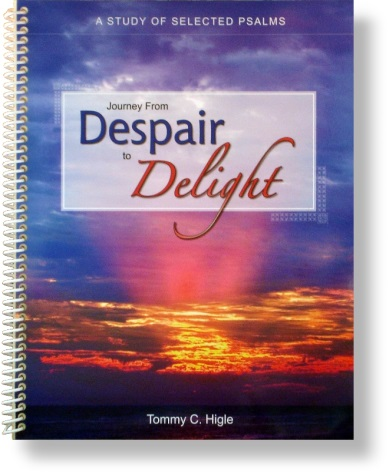 A STUDY OF SELECTED PSALMS
Journey From
Despair
to
Delight
Tommy C. Higle